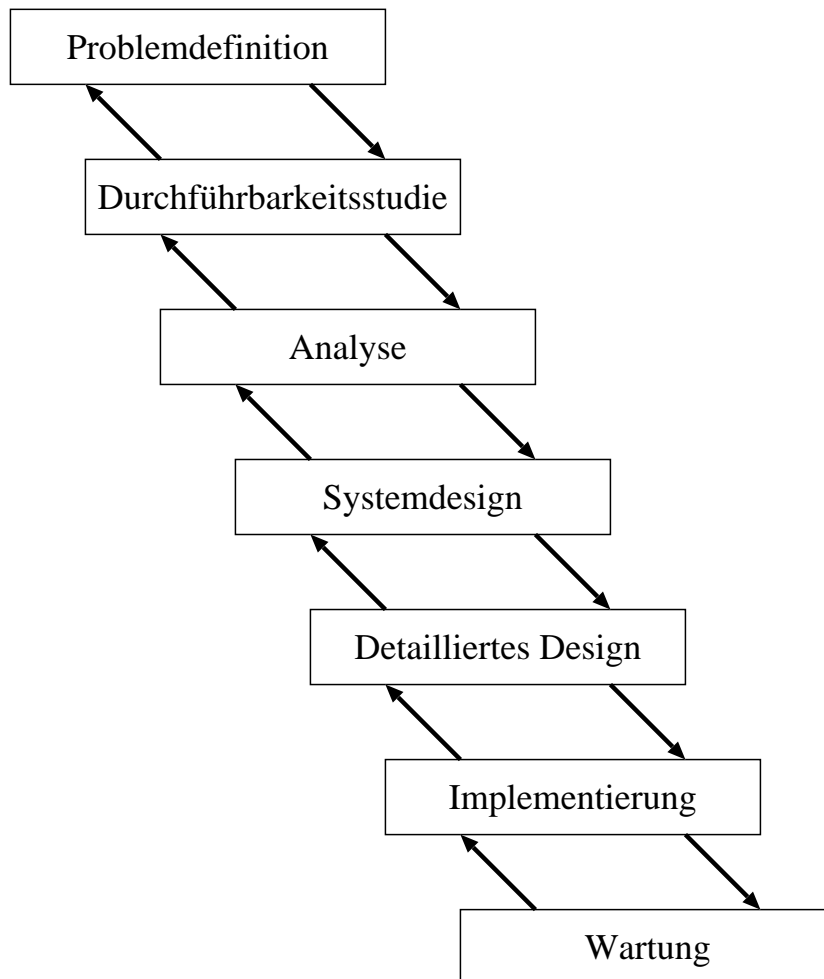 Problemdefinition
Durchführbarkeitsstudie
Analyse
Systemdesign
Detailliertes Design
Implementierung
Wartung